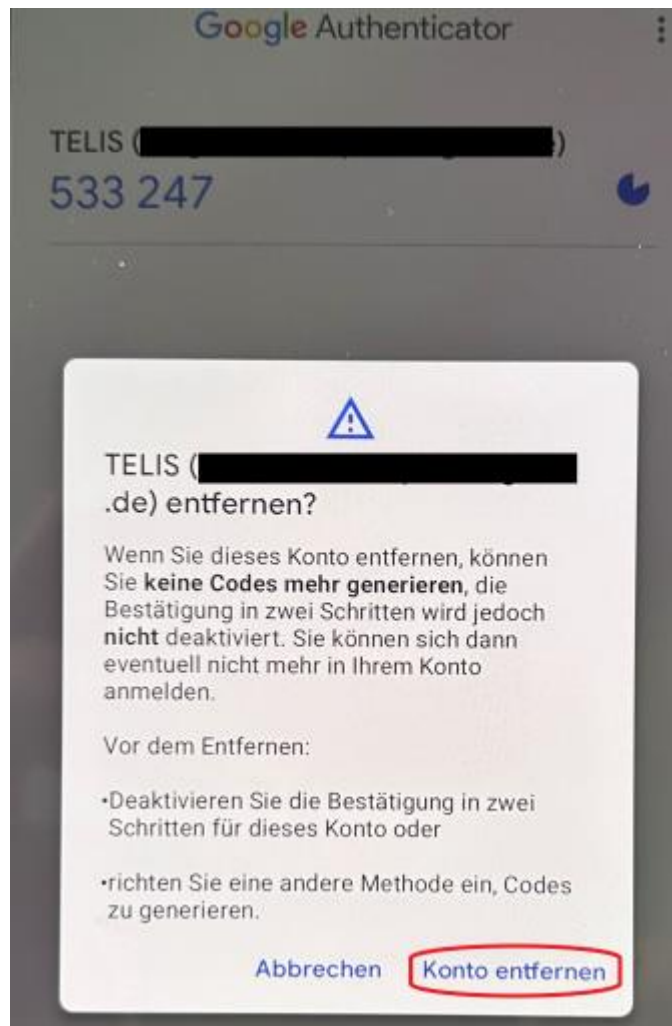 Google Authenticator
TELIS (
)
533 247
TELIS (
.de) entfernen?
Wenn Sie dieses Konto entfernen, können
Sie keine Codes mehr generieren, die
Bestätigung in zwei Schritten wird jedoch
nicht deaktiviert. Sie können sich dann
eventuell nicht mehr in Ihrem Konto
anmelden.
Vor dem Entfernen:
•Deaktivieren Sie die Bestätigung in zwei
Schritten für dieses Konto oder
•richten Sie eine andere Methode ein, Codes
zu generieren.
Abbrechen Konto entfernen